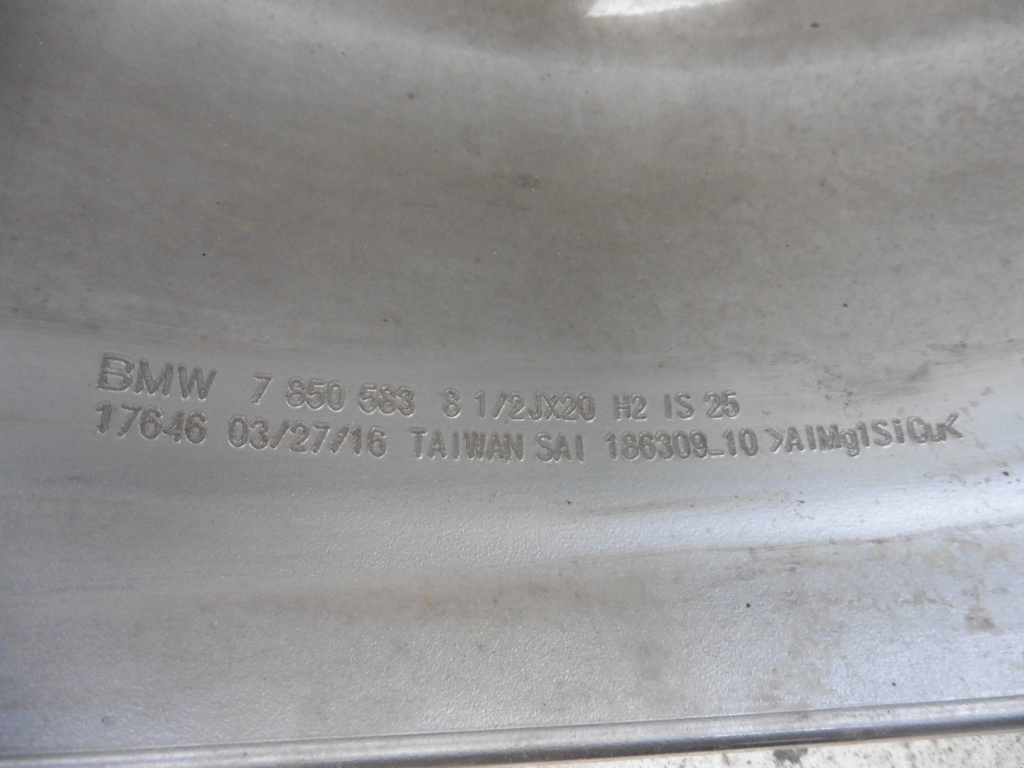 BMW 7 850 583 8 1/2JX20 H2 IS 25
17646 03/27/16 TAIWAN SAI 186309_10 >AlMg1SiCu<